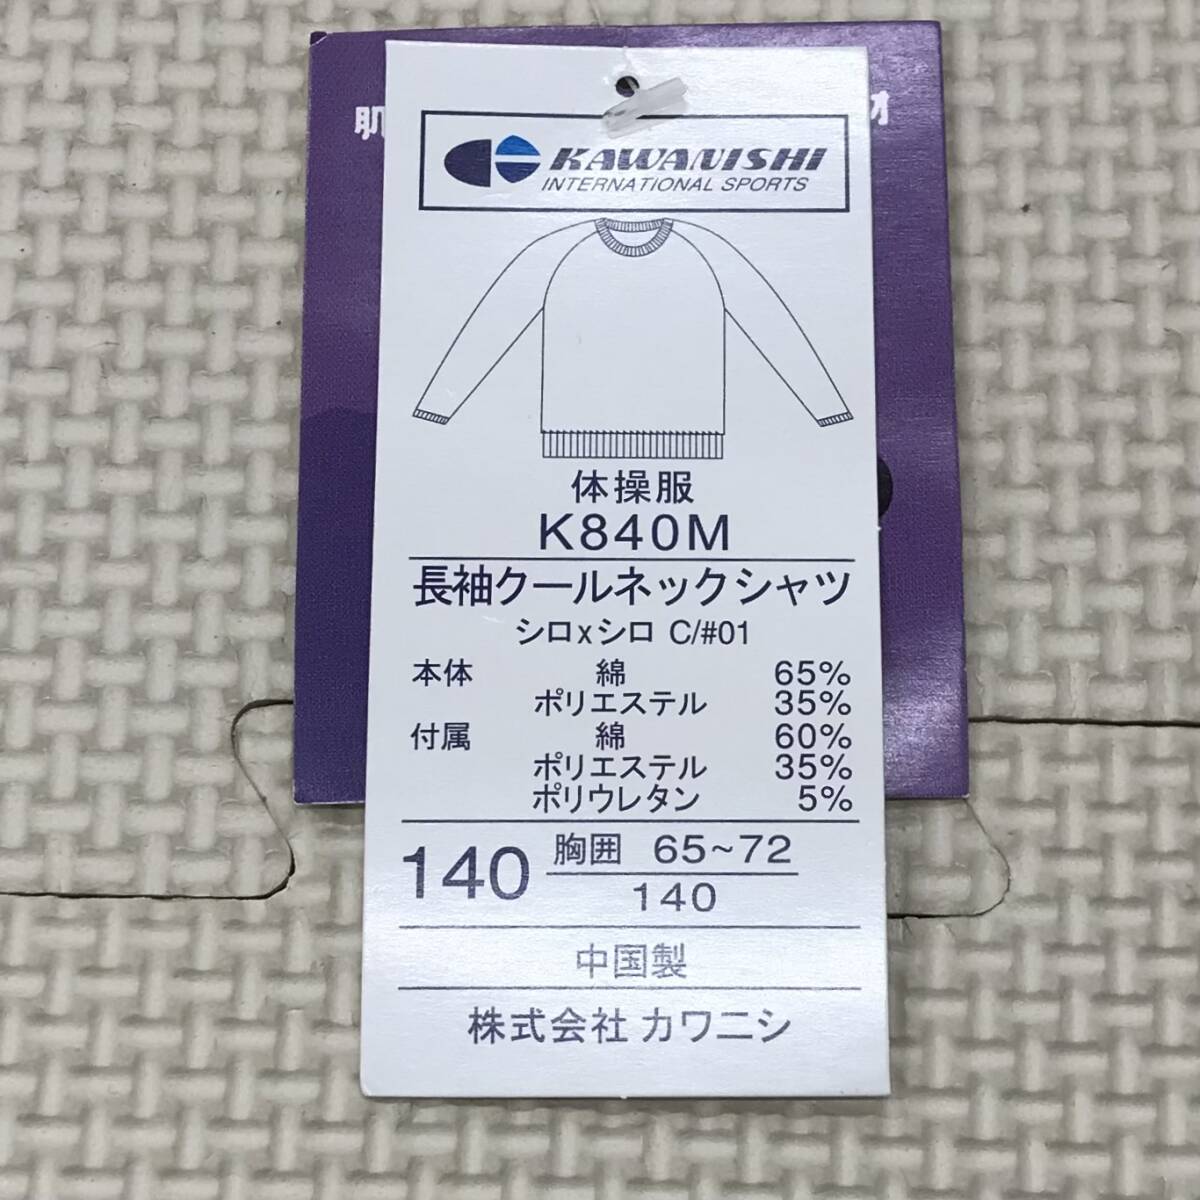 肌
KAWANISHI
INTERNATIONAL SPORTS
体操服
K840M
長袖クールネックシャツ
シロxシロ C/#01
本体 綿 65%
ポリエステル 35%
付属 綿 60%
ポリエステル 35%
ポリウレタン 5%
140 胸囲 65~72
140
中国製
株式会社 カワニシ